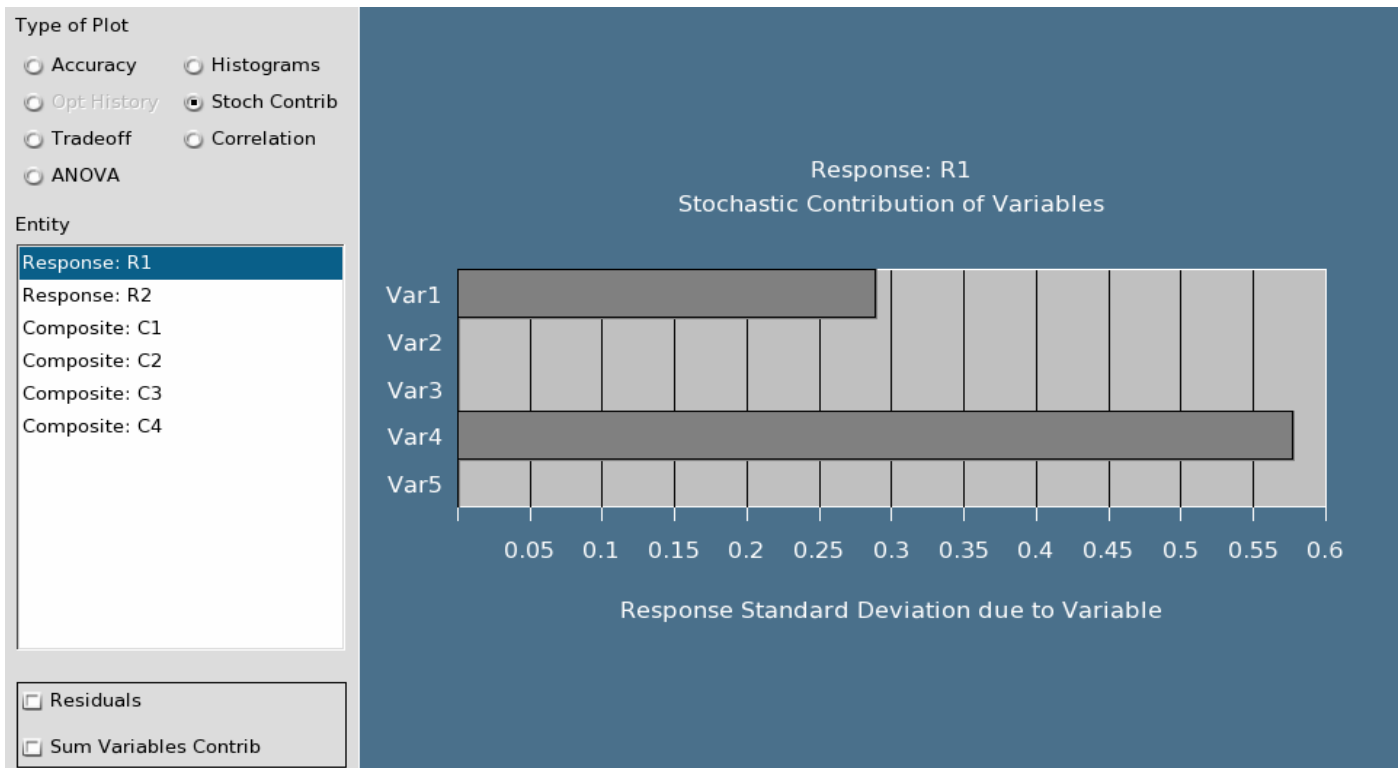 Type of Plot
Accuracy Histograms
Opt History Stoch Contrib
Tradeoff Correlation
ANOVA
Entity
Response: R1
Response: R2
Composite: C1
Composite: C2
Composite: C3
Composite: C4
Residuals
Sum Variables Contrib
Response: R1
Stochastic Contribution of Variables
Var1
Var2
Var3
Var4
Var5
0.05 0.1 0.15 0.2 0.25 0.3 0.35 0.4 0.45 0.5 0.55 0.6
Response Standard Deviation due to Variable